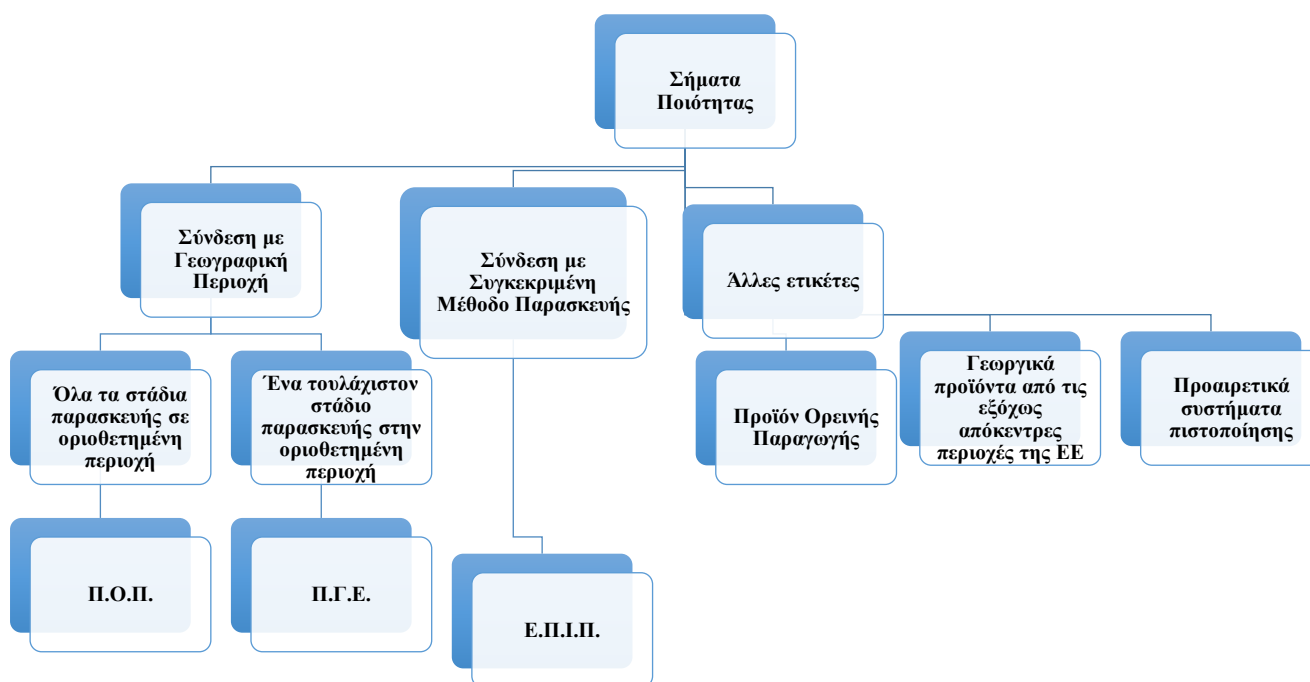 Σήματα
Ποιότητας
Σύνδεση με
Γεωγραφική
Περιοχή
Σύνδεση με
Συγκεκριμένη
Μέθοδο Παρασκευής
Άλλες ετικέτες
Όλα τα στάδια
παρασκευής σε
οριοθετημένη
περιοχή
Ένα τουλάχιστον
στάδιο
παρασκευής στην
οριοθετημένη
περιοχή
Προϊόν Ορεινής
Παραγωγής
Γεωργικά
προϊόντα από τις
εξόχως
απόκεντρες
περιοχές της ΕΕ
Προαιρετικά
συστήματα
πιστοποίησης
Π.Ο.Π.
Π.Γ.Ε.
Ε.Π.Ι.Π.